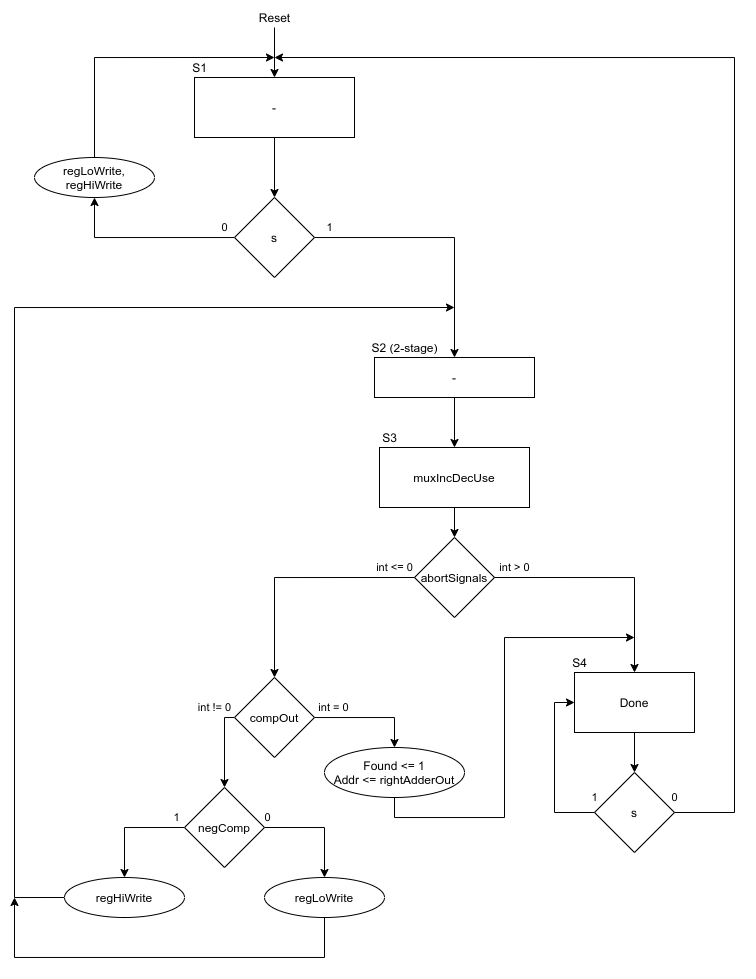 Reset
S1
-
regLoWrite,
regHiWrite
0
s
1
S2 (2-stage)
-
S3
muxIncDecUse
int <= 0
abortSignals
int > 0
S4
Done
int != 0
compOut
int = 0
Found <= 1
Addr <= rightAdderOut
1
s
0
1
negComp
0
regHiWrite
regLoWrite